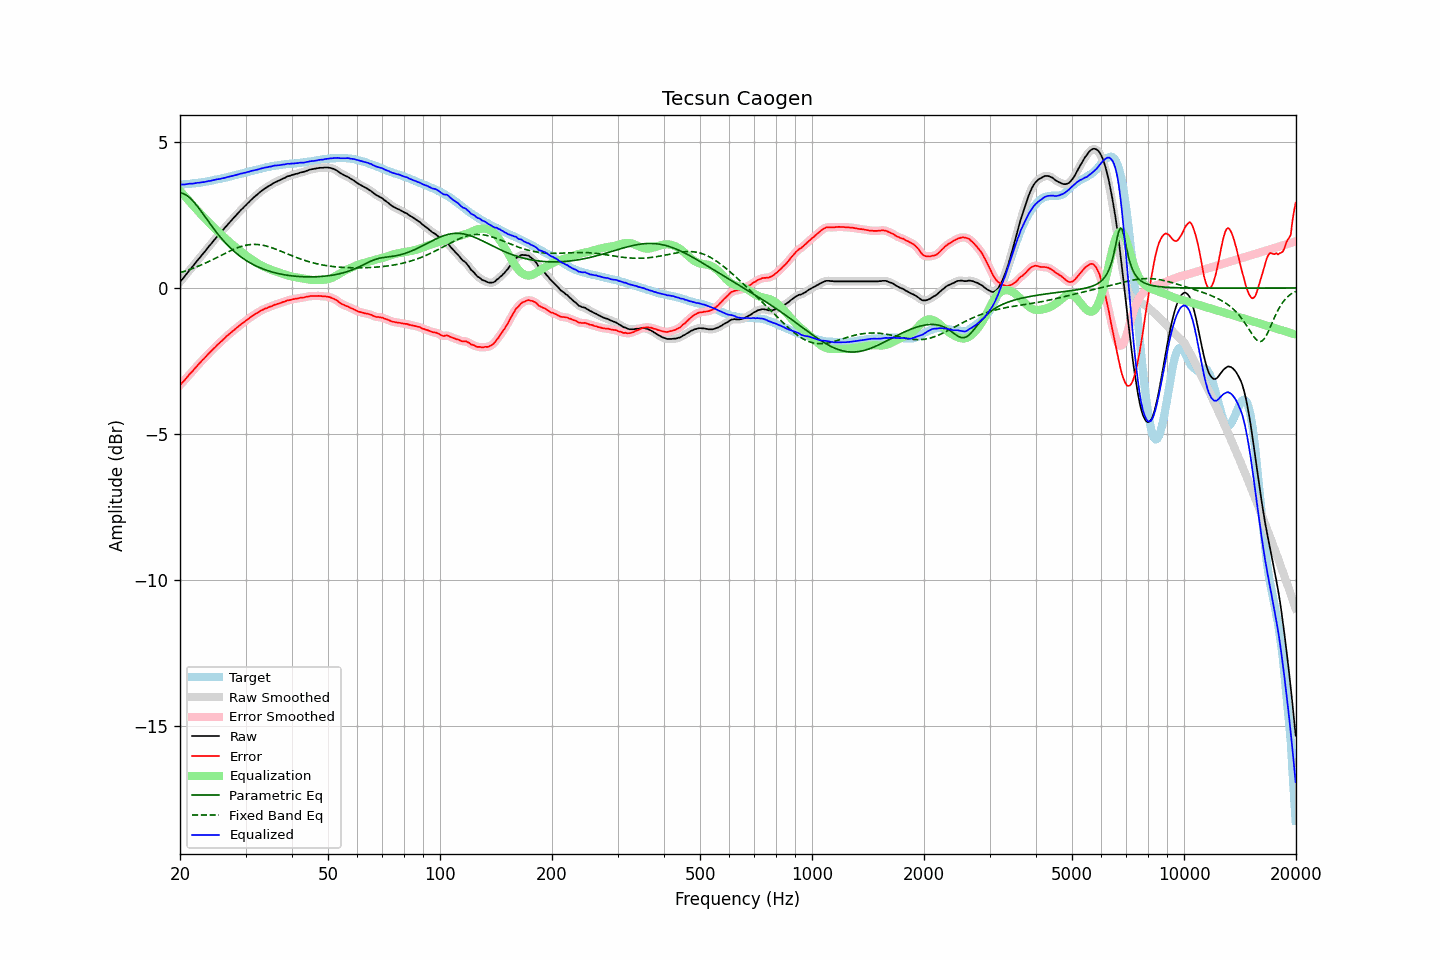 Tecsun Caogen
5
0
−5
−10
−15
Amplitude (dBr)
Target
Raw Smoothed
Error Smoothed
Raw
Error
Equalization
Parametric Eq
Fixed Band Eq
Equalized
20
50
100
200
500
1000
2000
5000
10000
20000
Frequency (Hz)